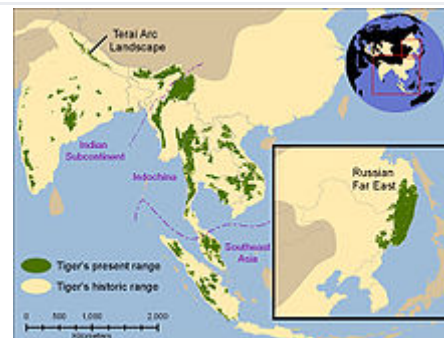 Terai Arc
Landscape
Indian
Subcontinent
Indochina
Russian
Far East
Southeast
Asia
Tiger's present range
Tiger's historic range
0 500 1,000 2,000
Kilometers